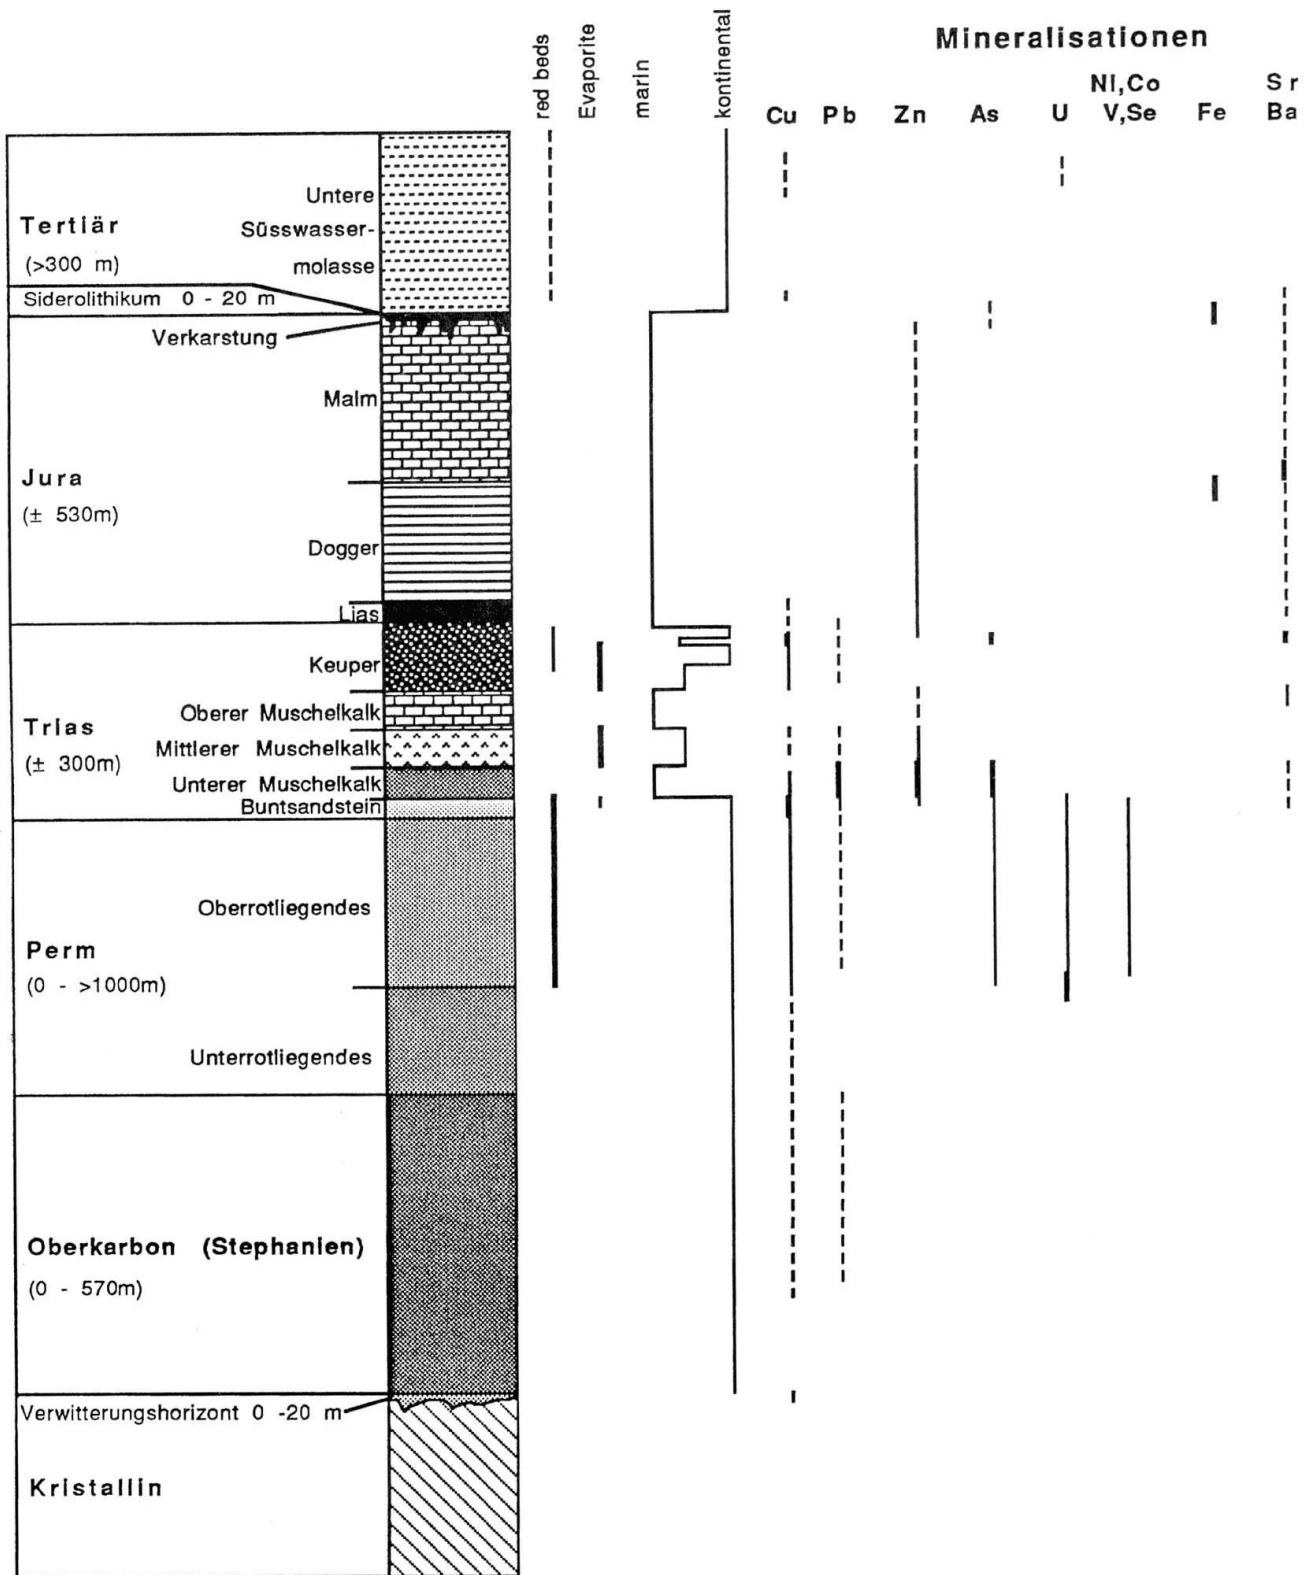 Mineralisationen
red beds
Evaporite
marin
kontinental
Cu
Pb
Zn
As
U
Ni,Co
V,Se
Fe
Sr
Ba
Tertiär
(>300 m)
Untere
Süsswasser-
molasse
Siderolithikum 0 - 20 m
Verkarstung
Malm
Jura
(± 530m)
Dogger
Lias
Keuper
Trias
(± 300m)
Oberer Muschelkalk
Mittlerer Muschelkalk
Unterer Muschelkalk
Buntsandstein
Oberrotliegendes
Perm
(0 - >1000m)
Unterrotliegendes
Oberkarbon (Stephanien)
(0 - 570m)
Verwitterungshorizont 0 -20 m
Kristallin